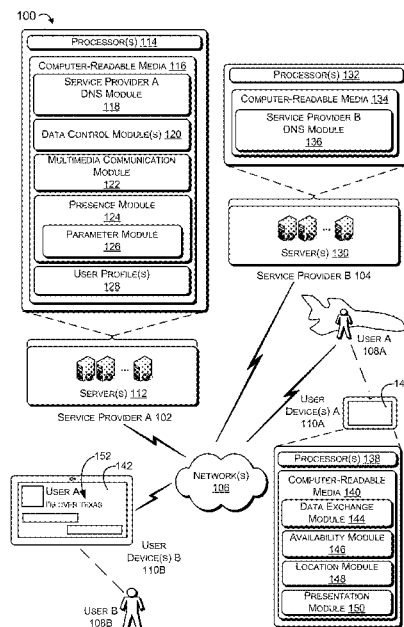 100
PROCESSOR(S) 114
COMPUTER-READABLE MEDIA 116
SERVICE PROVIDER A
DNS MODULE
118
DATA CONTROL MODULE(S) 120
MULTIMEDIA COMMUNICATION
MODULE
122
PRESENCE MODULE
124
PARAMETER MODULE
126
USER PROFILE(S)
128
SERVER(S) 112
SERVICE PROVIDER A 102
PROCESSOR(S) 132
COMPUTER-READABLE MEDIA 134
SERVICE PROVIDER B
DNS MODULE
136
SERVER(S) 130
SERVICE PROVIDER B 104
USER A
108A
14
USER
DEVICE(S) A
110A
NETWORK(S)
106
152
142
USER A
I'M OVER TEXAS
USER
DEVICE(S) B
110B
USER B
108B
PROCESSOR(S) 138
COMPUTER-READABLE
MEDIA 140
DATA EXCHANGE
MODULE 144
AVAILABILITY MODULE
146
LOCATION MODULE
148
PRESENTATION
MODULE 150